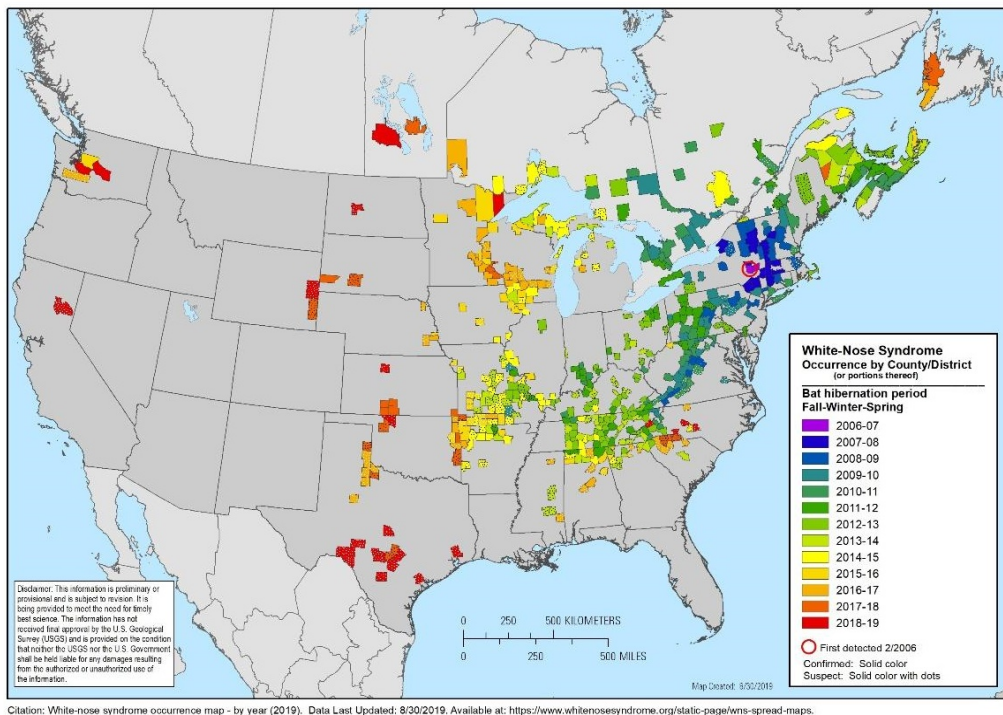 White-Nose Syndrome
Occurrence by County/District
(or portions thereof)
Bat hibernation period
Fall-Winter-Spring
2006-07
2007-08
2008-09
2009-10
2010-11
2011-12
2012-13
2013-14
2014-15
2015-16
2016-17
2017-18
2018-19
First detected 2/2006
Confirmed: Solid color
Suspect: Solid color with dots
Disclaimer: This information is preliminary or
provisional and is subject to revision. It is
being provided to meet the need for timely
best science. The information has not
received final approval by the U.S. Geological
Survey (USGS) and is provided on the condition
that neither the USGS nor the U.S. Government
shall be held liable for any damages resulting
from the authorized or unauthorized use of
the information.
0 250 500 KILOMETERS
0 250 500 MILES
Map Created: 8/30/2019
Citation: White-nose syndrome occurrence map - by year (2019). Data Last Updated: 8/30/2019. Available at: https://www.whitenosesyndrome.org/static-page/wns-spread-maps.